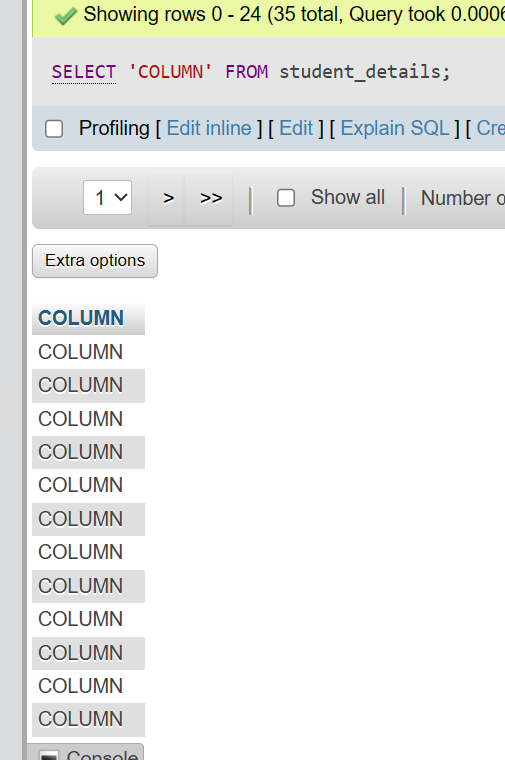 Showing rows 0 - 24 (35 total, Query took 0.0006
SELECT 'COLUMN' FROM student_details;
Profiling [ Edit inline ] [ Edit ] [ Explain SQL ] [ Cre
1 > >> | Show all | Number o
Extra options
COLUMN
COLUMN
COLUMN
COLUMN
COLUMN
COLUMN
COLUMN
COLUMN
COLUMN
COLUMN
COLUMN
COLUMN
COLUMN
Console